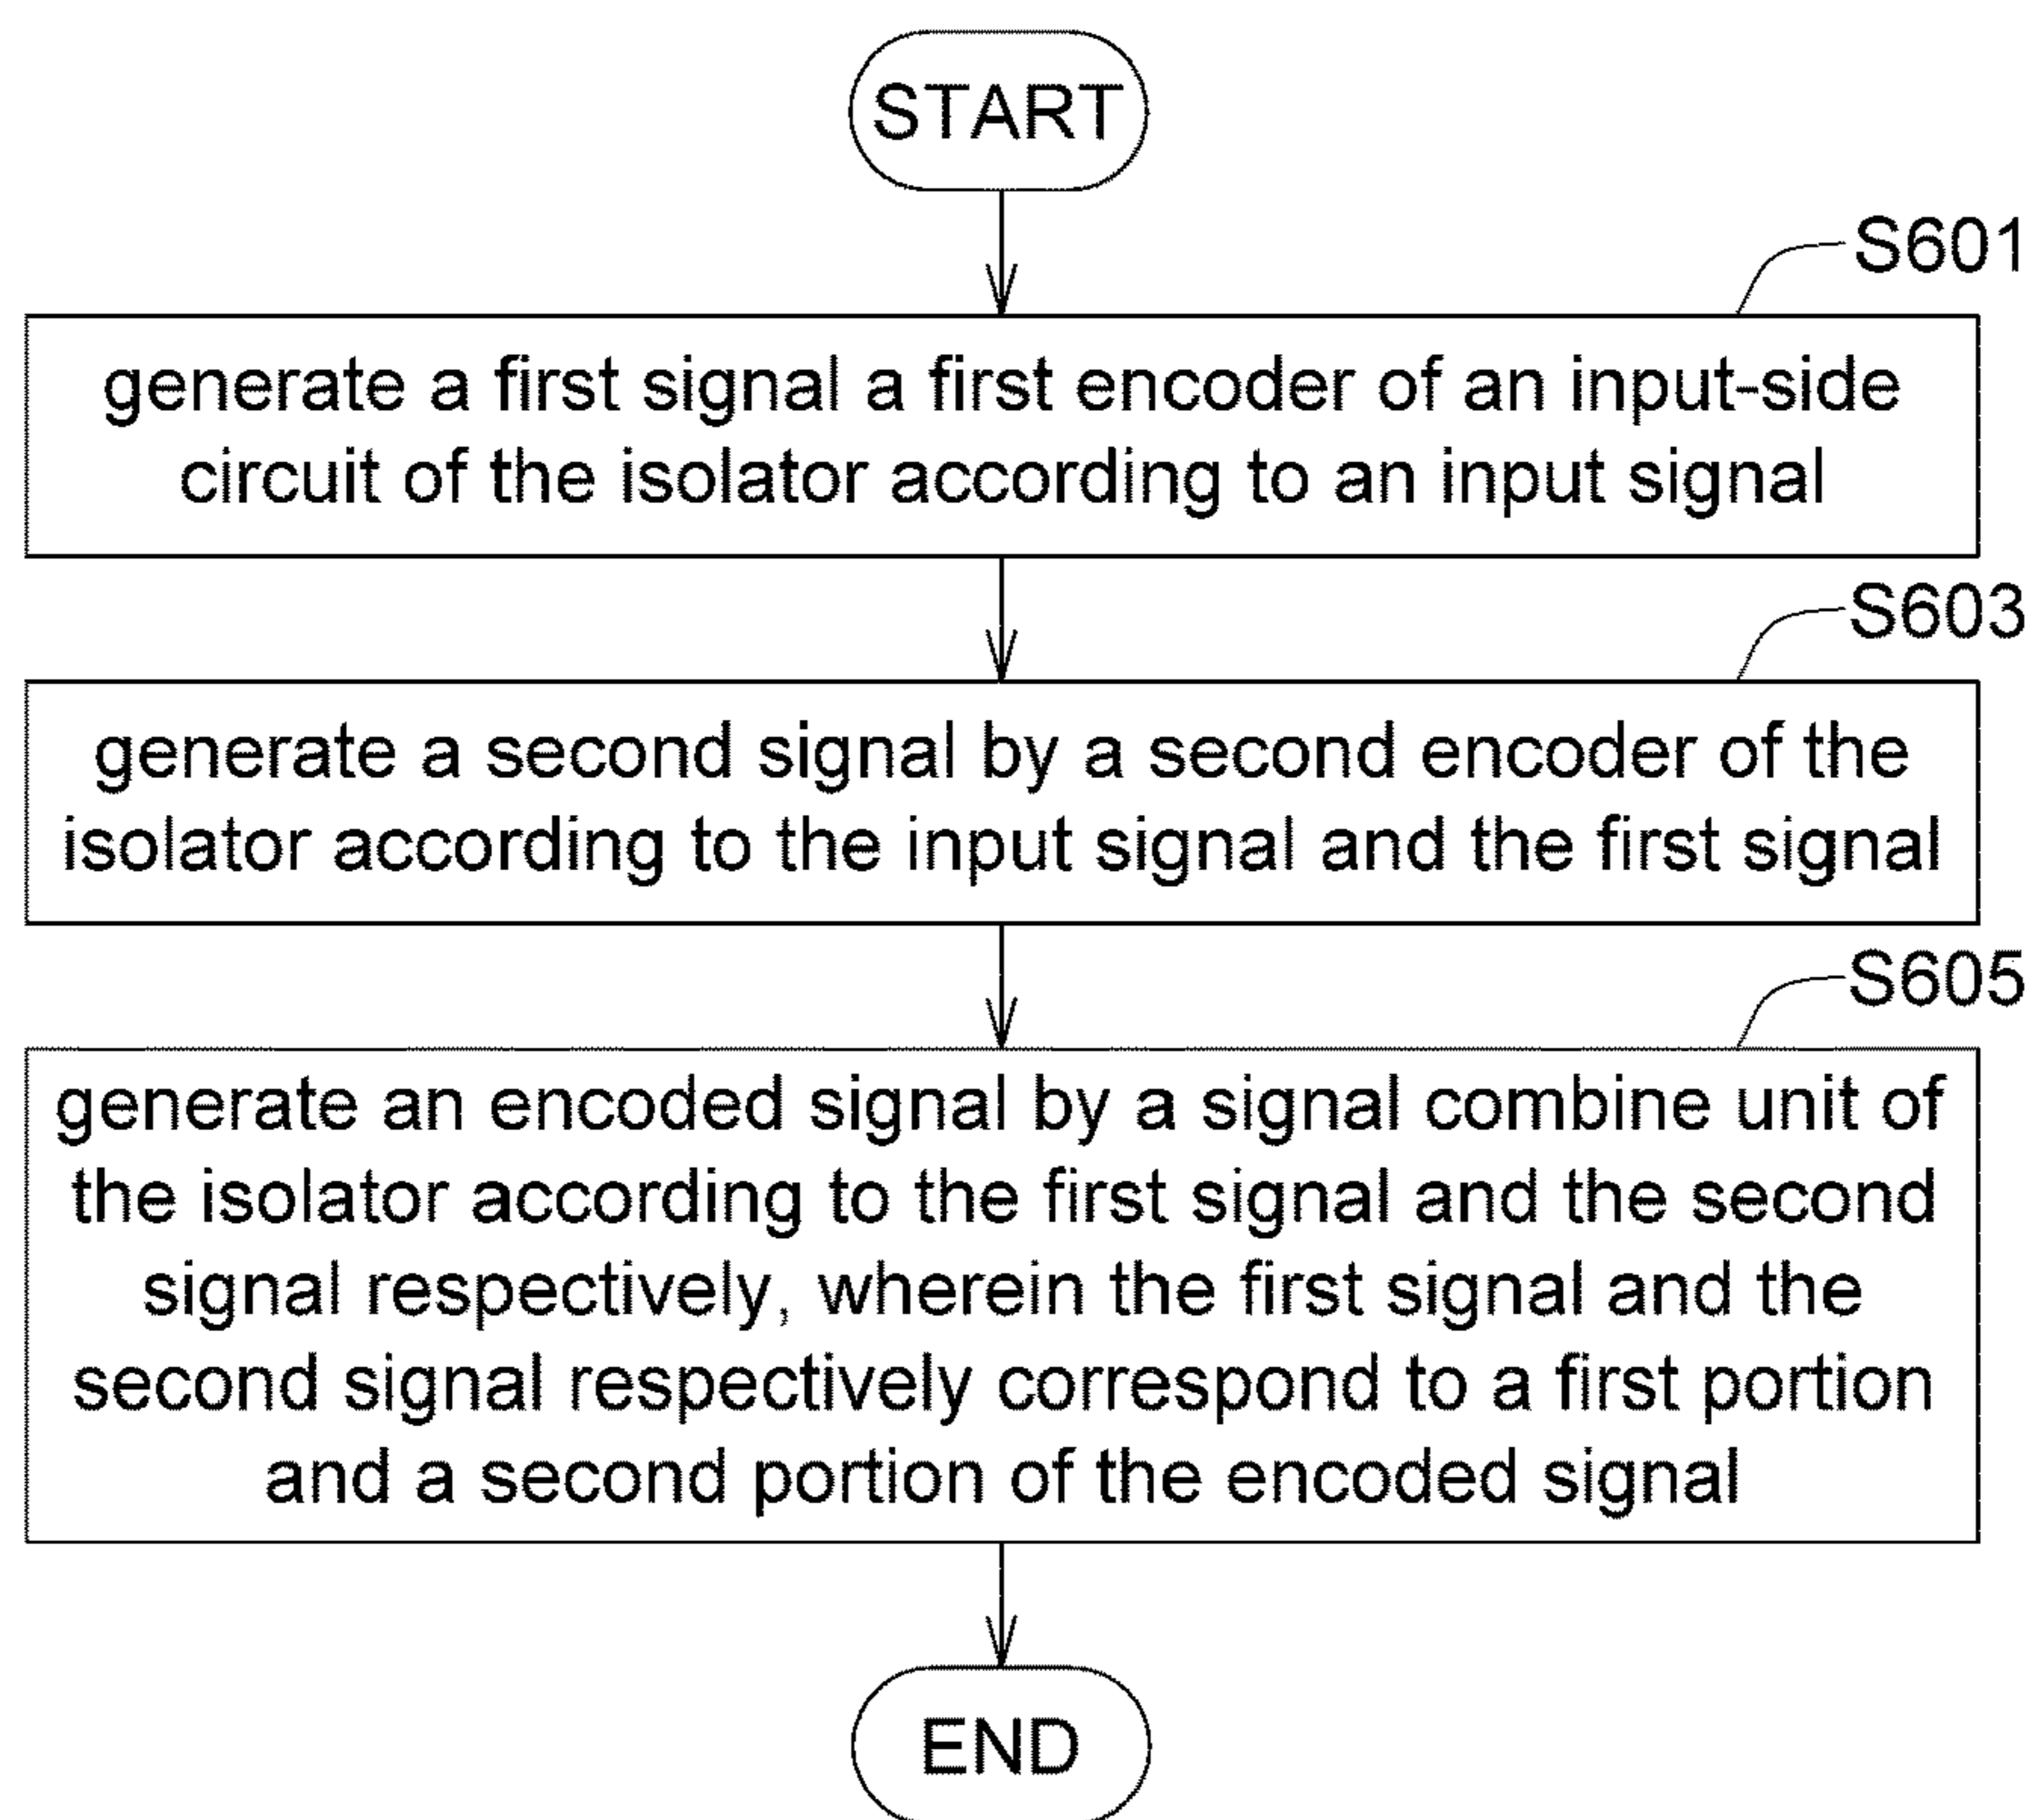 START
S601
generate a first signal a first encoder of an input-side
circuit of the isolator according to an input signal
S603
generate a second signal by a second encoder of the
isolator according to the input signal and the first signal
S605
generate an encoded signal by a signal combine unit of
the isolator according to the first signal and the second
signal respectively, wherein the first signal and the
second signal respectively correspond to a first portion
and a second portion of the encoded signal
END